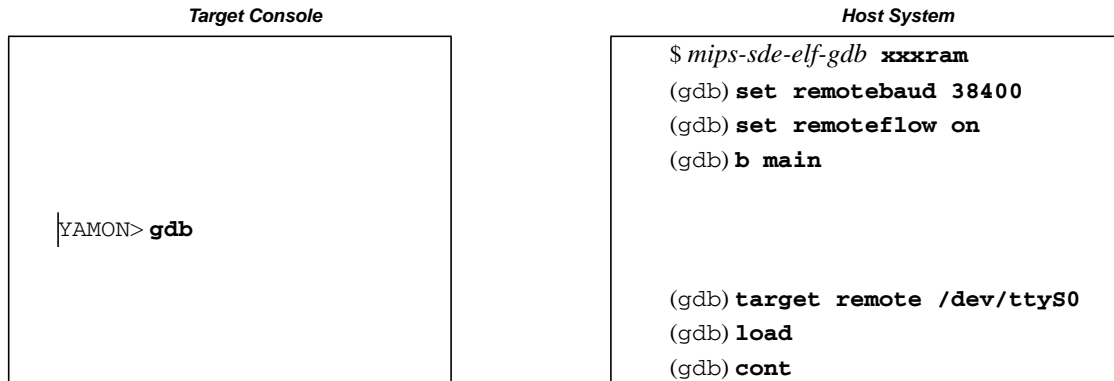 Target Console
Host System
$ mips-sde-elf-gdb xxxram
(gdb) set remotebaud 38400
(gdb) set remoteflow on
(gdb) b main
YAMON> gdb
(gdb) target remote /dev/ttyS0
(gdb) load
(gdb) cont